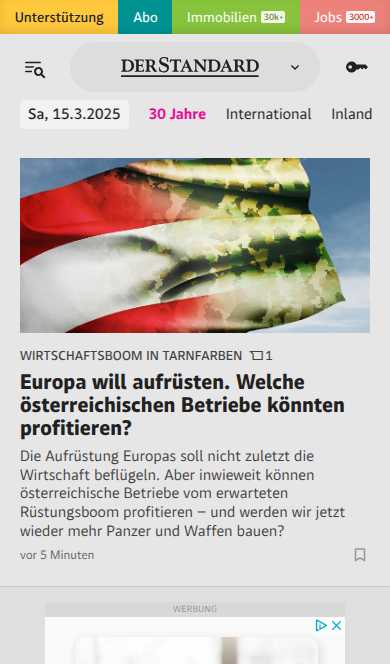 Unterstützung Abo Immobilien 30k+ Jobs 3000+
DERSTANDARD
Sa, 15.3.2025 30 Jahre International Inland
WIRTSCHAFTSBOOM IN TARNFARBEN 1
Europa will aufrüsten. Welche
österreichischen Betriebe könnten
profitieren?
Die Aufrüstung Europas soll nicht zuletzt die
Wirtschaft beflügeln. Aber inwieweit können
österreichische Betriebe vom erwarteten
Rüstungsboom profitieren – und werden wir jetzt
wieder mehr Panzer und Waffen bauen?
vor 5 Minuten
WERBUNG